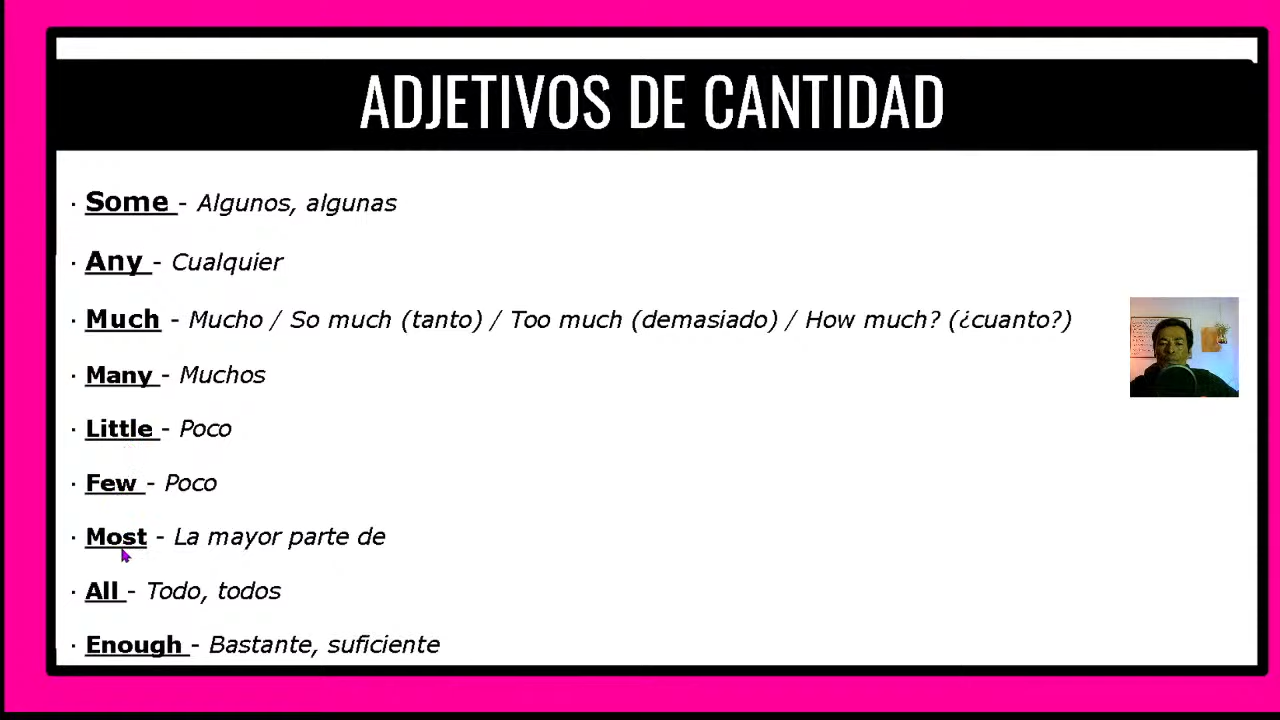 ADJETIVOS DE CANTIDAD
· Some - Algunos, algunas
· Any - Cualquier
· Much - Mucho / So much (tanto) / Too much (demasiado) / How much? (¿cuanto?)
· Many - Muchos
· Little - Poco
· Few - Poco
· Most - La mayor parte de
· All - Todo, todos
· Enough - Bastante, suficiente